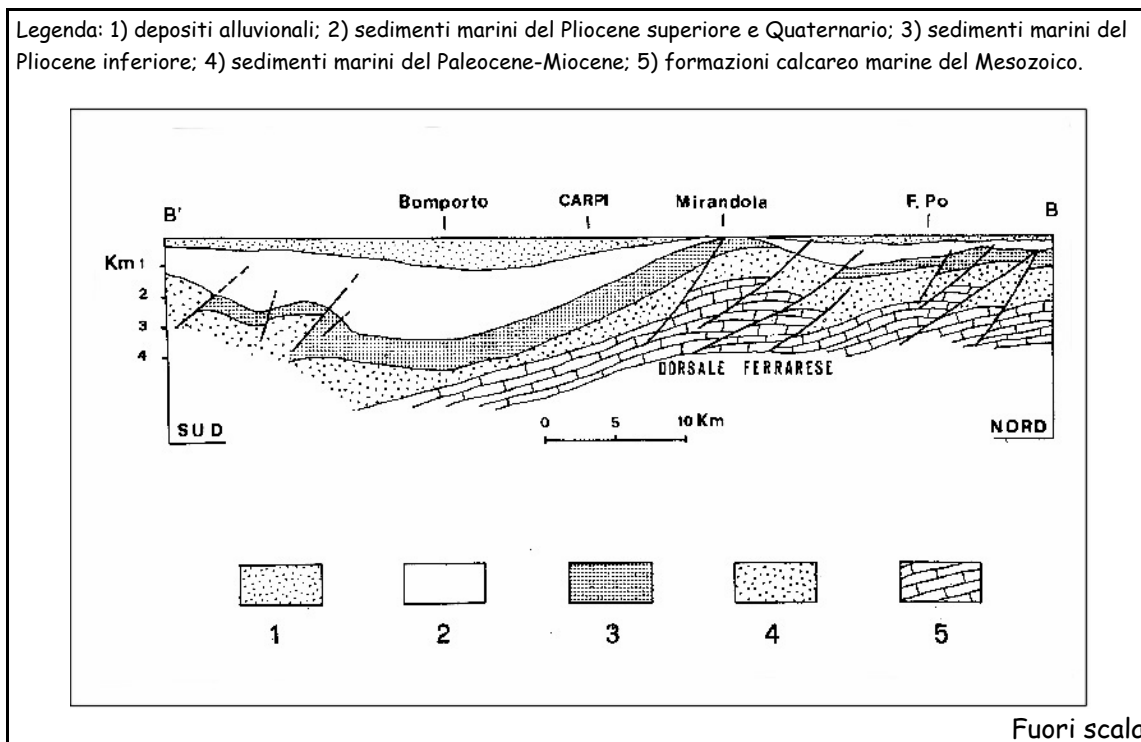 Legenda: 1) depositi alluvionali; 2) sedimenti marini del Pliocene superiore e Quaternario; 3) sedimenti marini del
Pliocene inferiore; 4) sedimenti marini del Paleocene-Miocene; 5) formazioni calcareo marine del Mesozoico.
Bomporto CARPI Mirandola F. Po
B' B
Km 1
2
3
4
DORSALE FERRARESE
0 5 10 Km
SUD NORD
1 2 3 4 5
Fuori scala